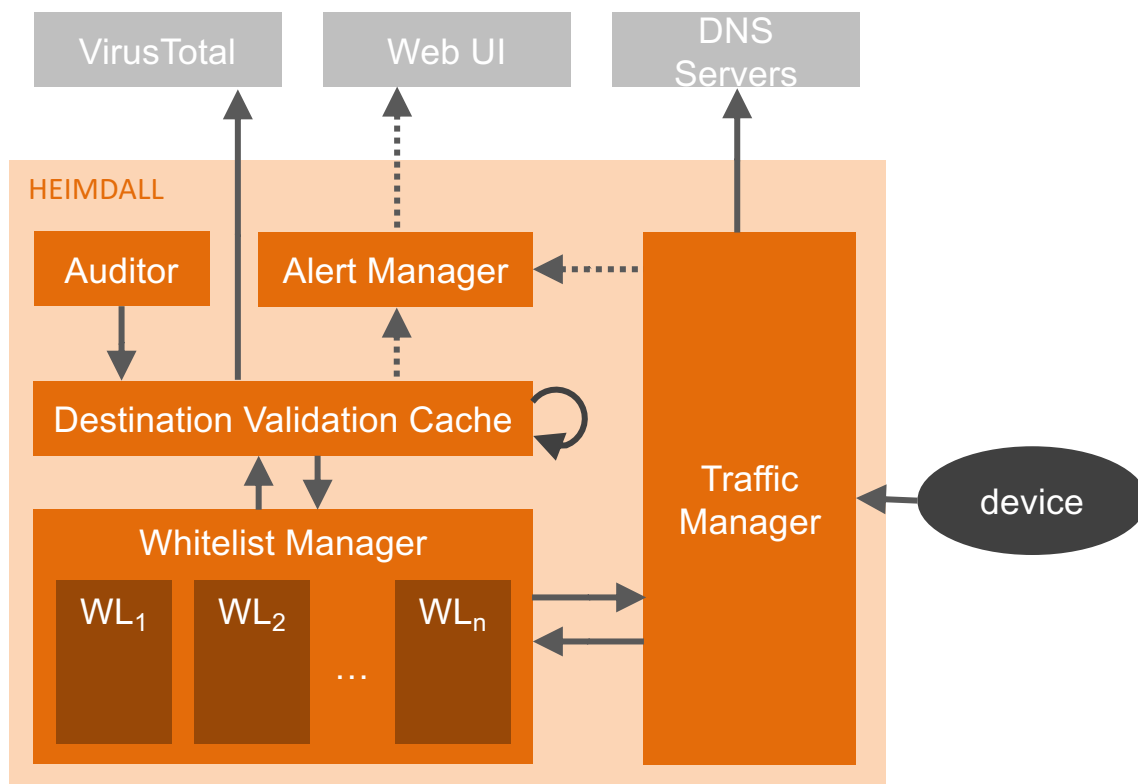 VirusTotal
Web UI
DNS
Servers
HEIMDALL
Auditor
Alert Manager
Destination Validation Cache
Traffic
Manager
device
Whitelist Manager
WL₁
WL₂
...
WLₙ